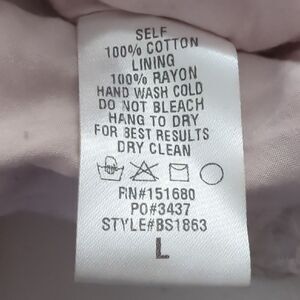 SELF
100% COTTON
LINING
100% RAYON
HAND WASH COLD
DO NOT BLEACH
HANG TO DRY
FOR BEST RESULTS
DRY CLEAN
RN#151680
PO#3437
STYLE#BS1863
L